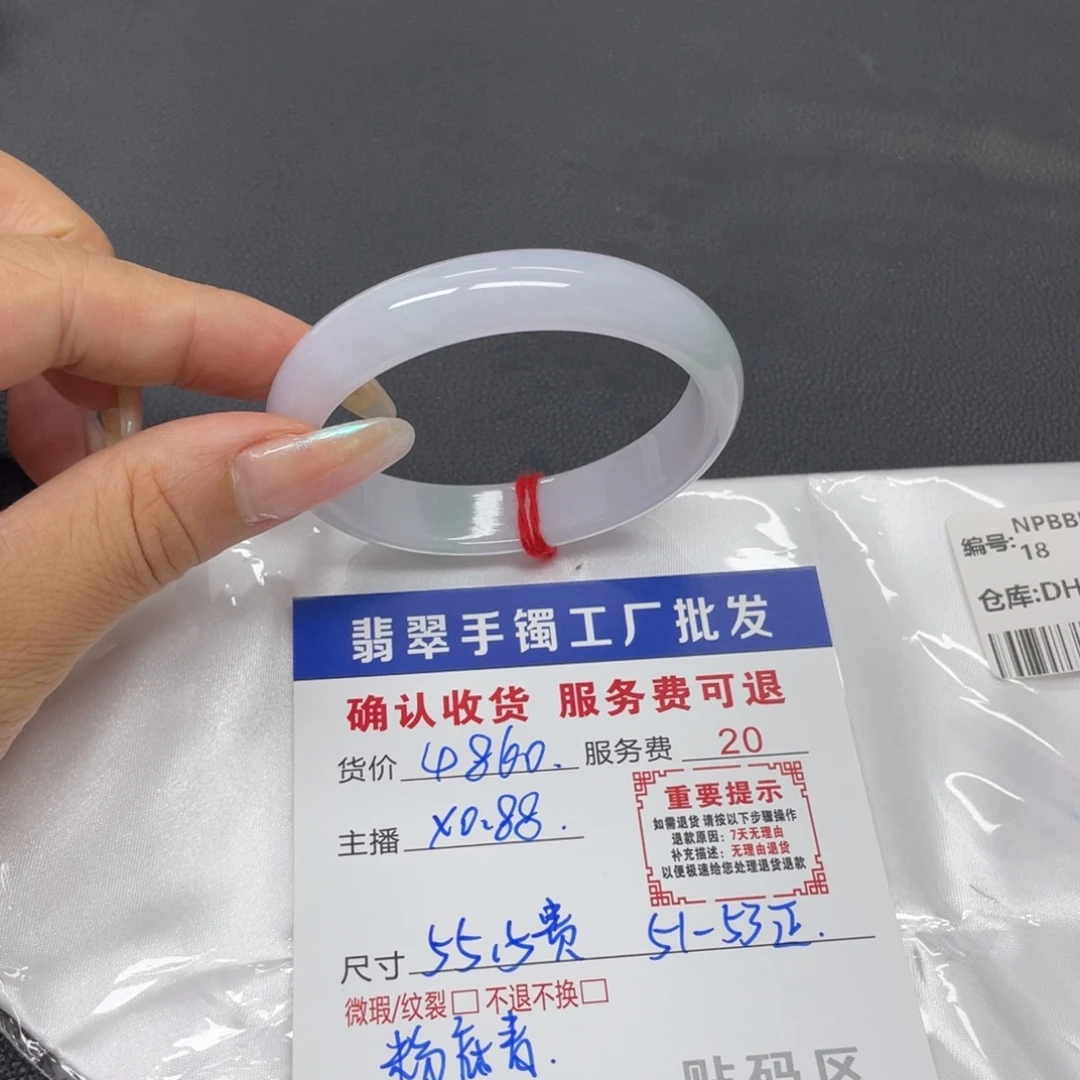 翡翠手镯工厂批发
确认收货 服务费可退
货价 4860. 服务费 20
主播 X0.88.
重要提示
如需退货 请按以下步骤操作
退款原因：7天无理由
补充描述：无理由退货
以便极速给您处理退货退款
尺寸 55.5贵 51-53正.
微瑕/纹裂□ 不退不换□
粉底青.
贴码区
NPBB
编号: 18
仓库:DH